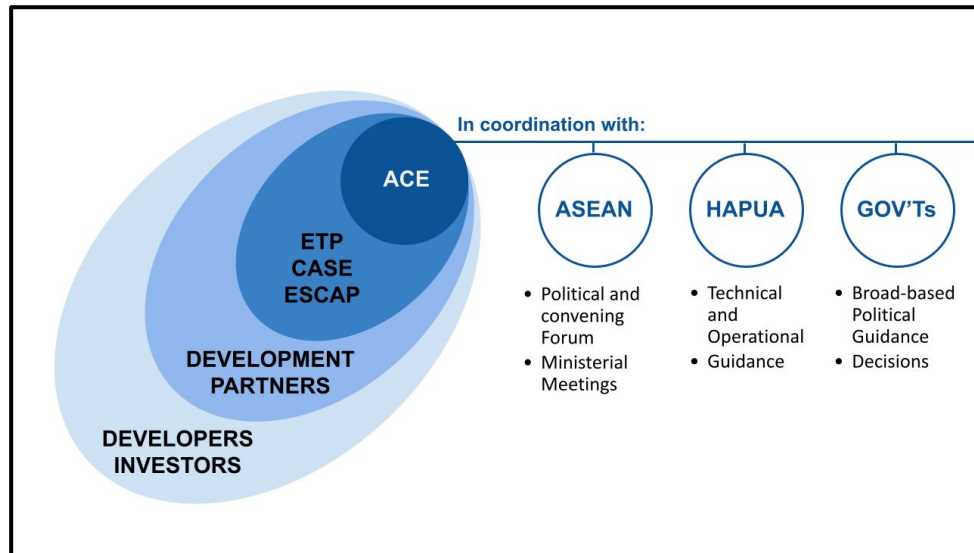 In coordination with:
ACE
ETP
CASE
ESCAP
DEVELOPMENT
PARTNERS
DEVELOPERS
INVESTORS
ASEAN
• Political and
convening
Forum
• Ministerial
Meetings
HAPUA
• Technical
and
Operational
• Guidance
GOV'Ts
• Broad-based
Political
Guidance
• Decisions